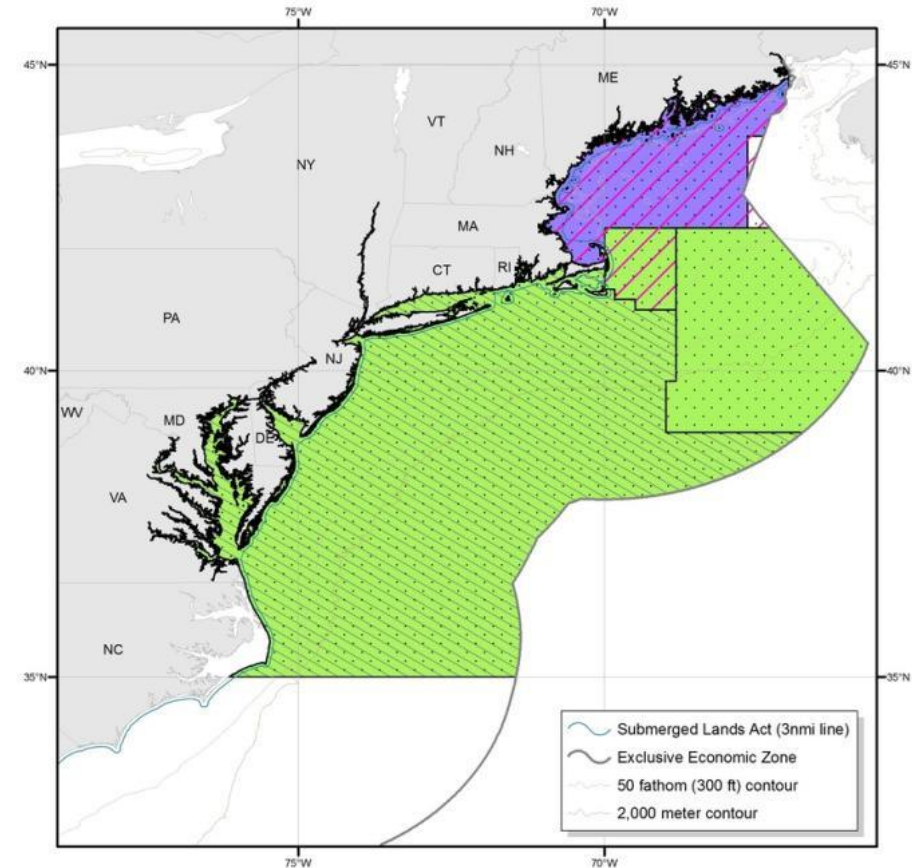 75°W 70°W
45°N 45°N
ME
VT
NH
NY
MA
CT RI
PA
40°N 40°N
NJ
WV
MD
DE
VA
NC
35°N 35°N
Submerged Lands Act (3nmi line)
Exclusive Economic Zone
50 fathom (300 ft) contour
2,000 meter contour
75°W 70°W